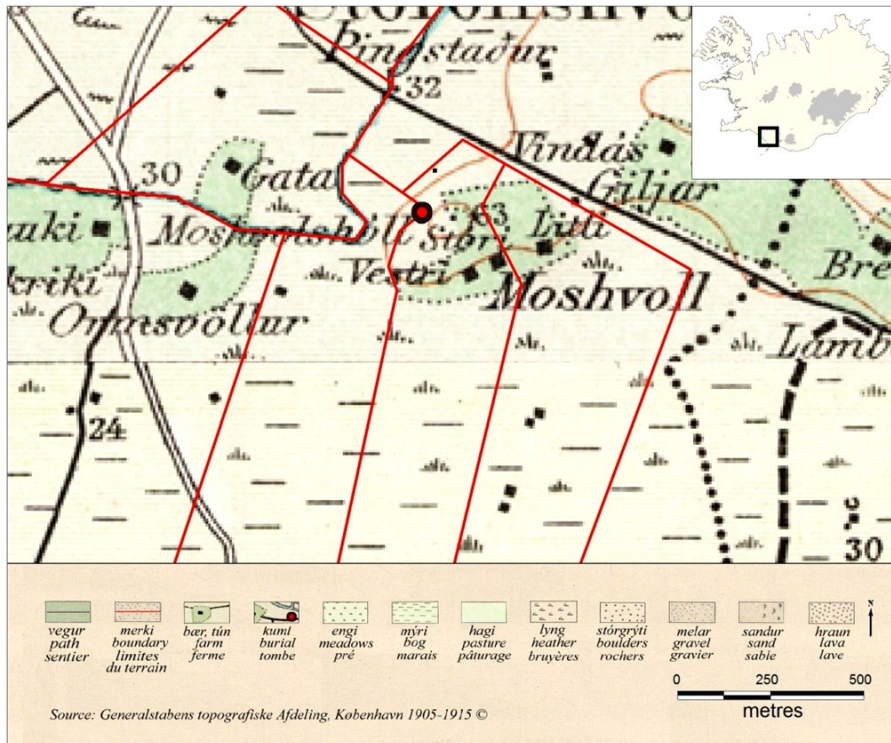 Þingstaður
32
Vindás
Gata
30
Giljar
63
Litli
Stóri
Moshvolshóll
Vestri
Moshvoll
Ormsvöllur
24
30
vegur
path
sentier
merki
boundary
limites
du terrain
bær, tún
farm
ferme
kuml
burial
tombe
engi
meadows
pré
mýri
bog
marais
hagi
pasture
pâturage
lyng
heather
bruyères
stórgrýti
boulders
rochers
melar
gravel
gravier
sandur
sand
sable
hraun
lava
lave
N
0 250 500
metres
Source: Generalstabens topografiske Afdeling, København 1905-1915 ©